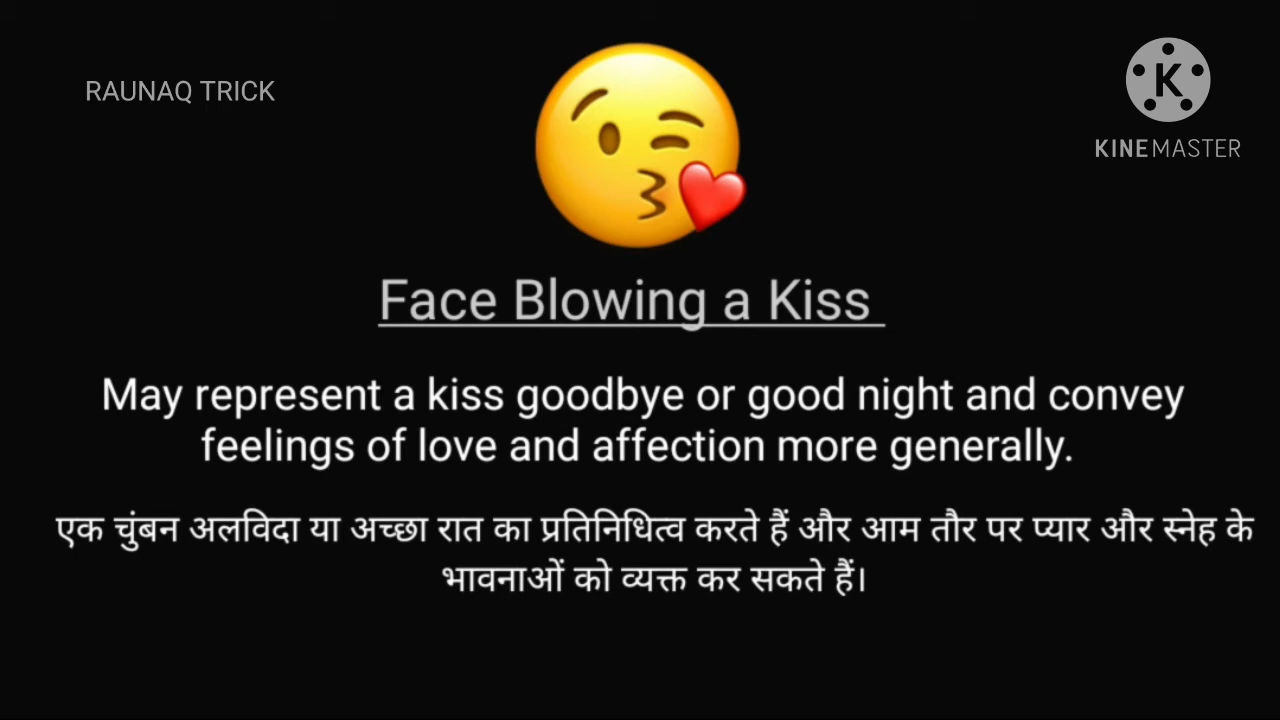 RAUNAQ TRICK
K
KINEMASTER
Face Blowing a Kiss
May represent a kiss goodbye or good night and convey
feelings of love and affection more generally.
एक चुंबन अलविदा या अच्छा रात का प्रतिनिधित्व करते हैं और आम तौर पर प्यार और स्नेह के
भावनाओं को व्यक्त कर सकते हैं।